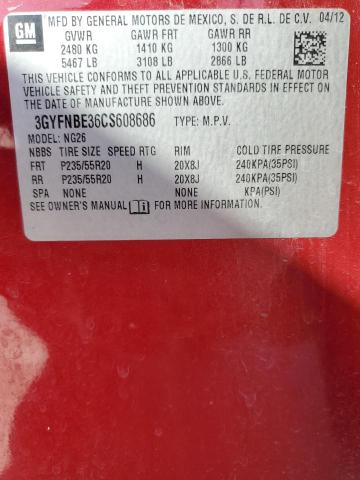 GM MFD BY GENERAL MOTORS DE MEXICO, S. DE R.L. DE C.V. 04/12
GVWR GAWR FRT GAWR RR
2480 KG 1410 KG 1300 KG
5467 LB 3108 LB 2866 LB
THIS VEHICLE CONFORMS TO ALL APPLICABLE U.S. FEDERAL MOTOR VEHICLE
SAFETY AND THEFT PREVENTION STANDARDS IN EFFECT ON THE
DATE OF MANUFACTURE SHOWN ABOVE.
3GYFNBE36CS608686 TYPE: M.P.V.
MODEL: NG26
NBBS TIRE SIZE SPEED RTG RIM COLD TIRE PRESSURE
FRT P235/55R20 H 20X8J 240KPA(35PSI)
RR P235/55R20 H 20X8J 240KPA(35PSI)
SPA NONE NONE KPA(PSI)
SEE OWNER'S MANUAL FOR MORE INFORMATION.